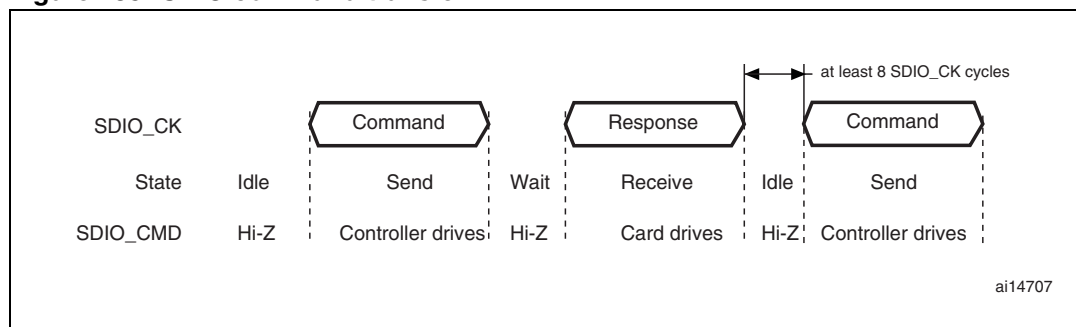 at least 8 SDIO_CK cycles
SDIO_CK Command Response Command
State Idle Send Wait Receive Idle Send
SDIO_CMD Hi-Z Controller drives Hi-Z Card drives Hi-Z Controller drives
ai14707